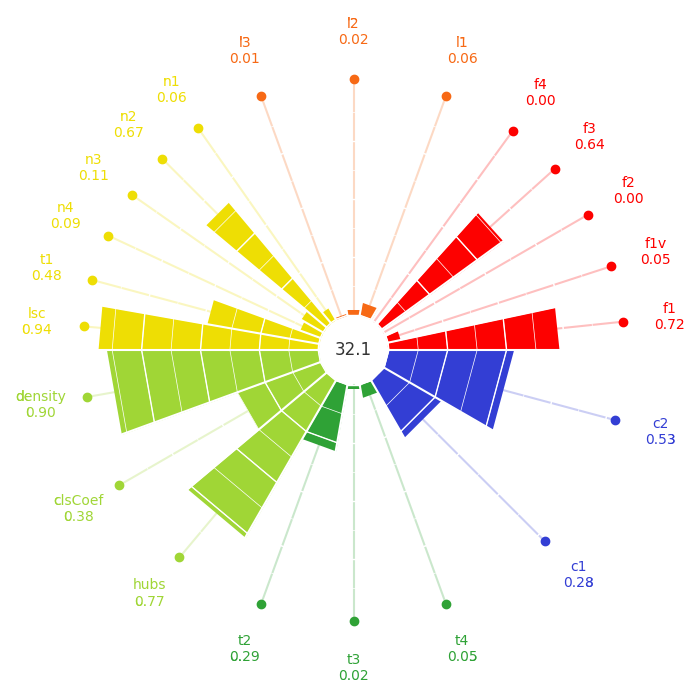 l2
0.02
l3
0.01
l1
0.06
n1
0.06
f4
0.00
n2
0.67
f3
0.64
n3
0.11
f2
0.00
n4
0.09
f1v
0.05
t1
0.48
lsc
0.94
f1
0.72
32.1
density
0.90
c2
0.53
clsCoef
0.38
c1
0.28
hubs
0.77
t2
0.29
t4
0.05
t3
0.02